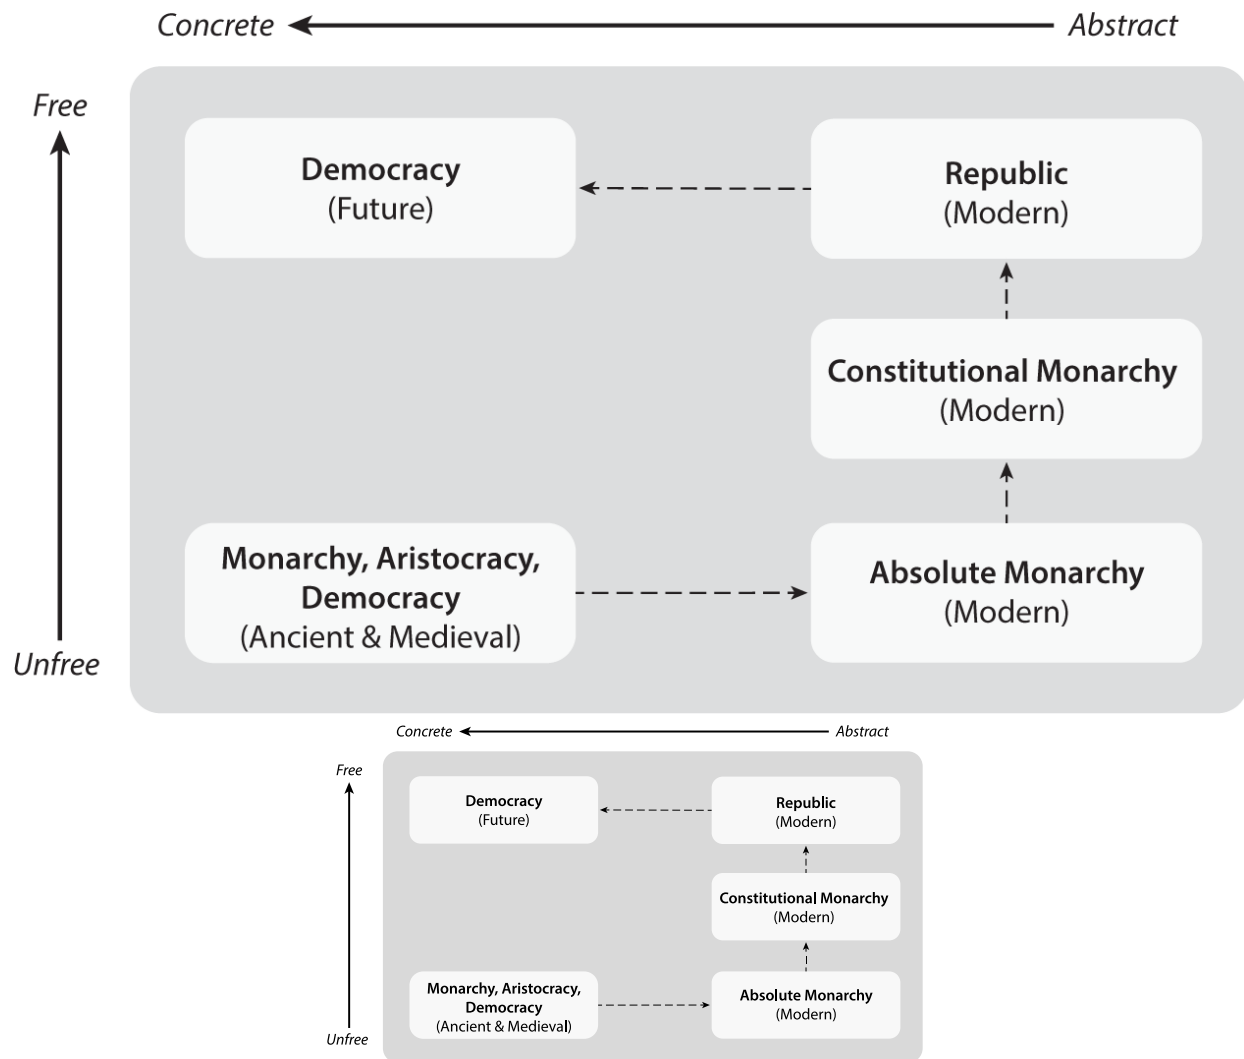 Concrete
Abstract
Free
Democracy
(Future)
Republic
(Modern)
Constitutional Monarchy
(Modern)
Monarchy, Aristocracy,
Democracy
(Ancient & Medieval)
Absolute Monarchy
(Modern)
Unfree
Concrete
Abstract
Free
Democracy
(Future)
Republic
(Modern)
Constitutional Monarchy
(Modern)
Monarchy, Aristocracy,
Democracy
(Ancient & Medieval)
Absolute Monarchy
(Modern)
Unfree